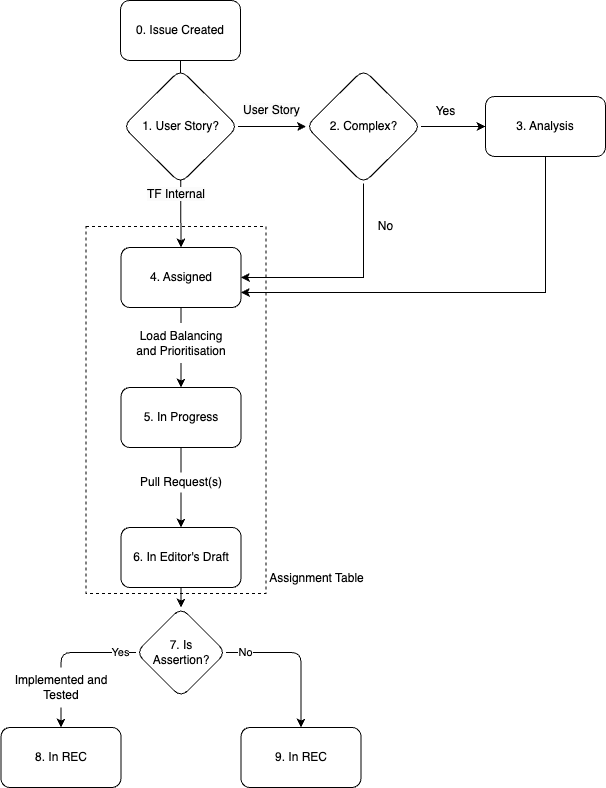 0. Issue Created
1. User Story?
User Story
2. Complex?
Yes
3. Analysis
TF Internal
No
4. Assigned
Load Balancing
and Prioritisation
5. In Progress
Pull Request(s)
6. In Editor's Draft
Assignment Table
7. Is
Assertion?
Yes
No
Implemented and
Tested
8. In REC
9. In REC